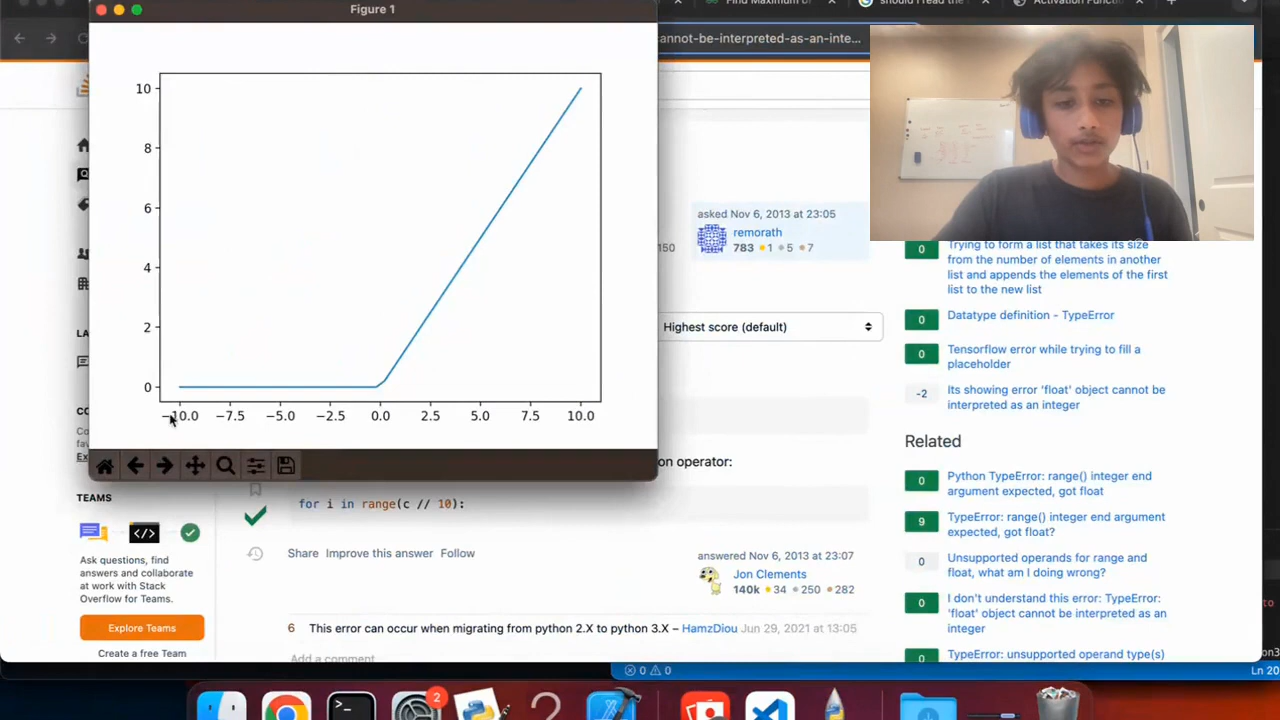 Figure 1
Find Maximum of
should I read the
Activation Functi
cannot-be-interpreted-as-an-inte...
10
8
6
4
2
0
−10.0 −7.5 −5.0 −2.5 0.0 2.5 5.0 7.5 10.0
asked Nov 6, 2013 at 23:05
remorath
783 1 5 7
150
Highest score (default)
on operator:
for i in range(c // 10):
Share Improve this answer Follow
answered Nov 6, 2013 at 23:07
Jon Clements
140k 34 250 282
6 This error can occur when migrating from python 2.X to python 3.X – HamzDiou Jun 29, 2021 at 13:05
Add a comment
LA
CO
Co
fav
Ex
TEAMS
Ask questions, find
answers and collaborate
at work with Stack
Overflow for Teams.
Explore Teams
Create a free Team
0 Trying to form a list that takes its size
from the number of elements in another
list and appends the elements of the first
list to the new list
0 Datatype definition - TypeError
0 Tensorflow error while trying to fill a
placeholder
-2 Its showing error 'float' object cannot be
interpreted as an integer
Related
0 Python TypeError: range() integer end
argument expected, got float
9 TypeError: range() integer end argument
expected, got float?
0 Unsupported operands for range and
float, what am I doing wrong?
0 I don't understand this error: TypeError:
'float' object cannot be interpreted as an
integer
0 TypeError: unsupported operand type(s)
to
on3
0 0
Ln 20
2